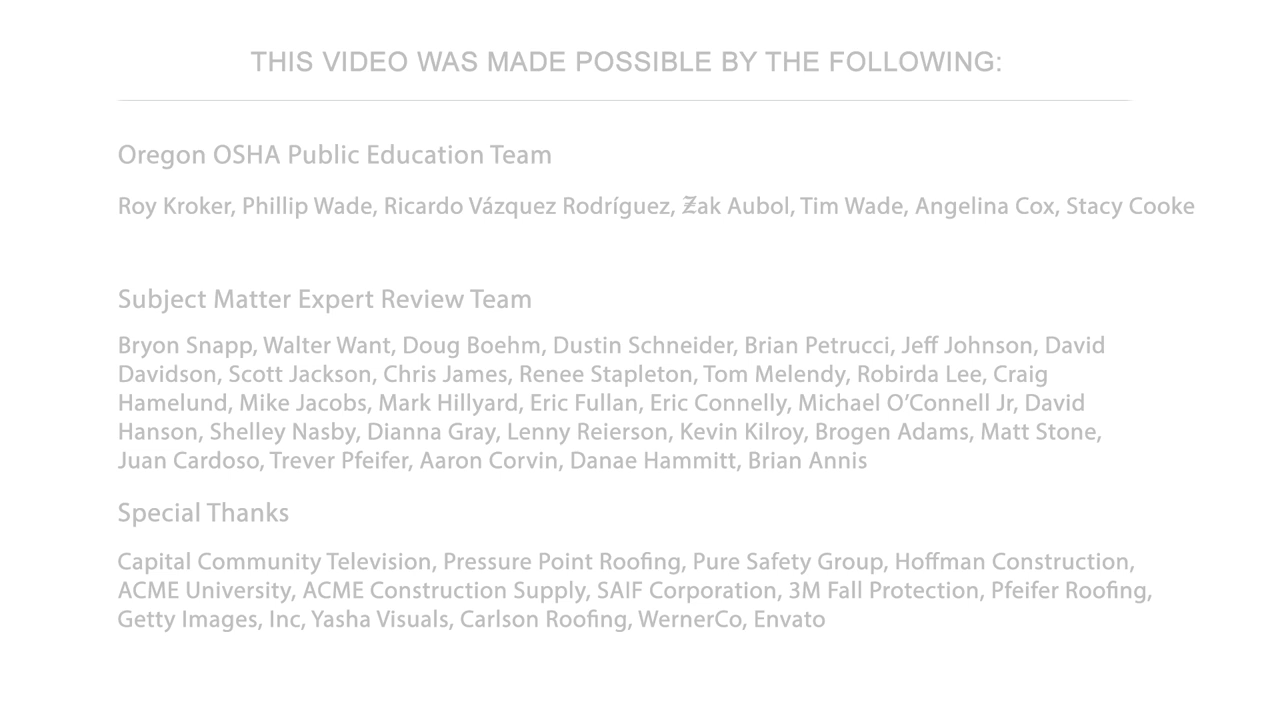 THIS VIDEO WAS MADE POSSIBLE BY THE FOLLOWING:
Oregon OSHA Public Education Team
Roy Kroker, Phillip Wade, Ricardo Vázquez Rodríguez, Ƶak Aubol, Tim Wade, Angelina Cox, Stacy Cooke
Subject Matter Expert Review Team
Bryon Snapp, Walter Want, Doug Boehm, Dustin Schneider, Brian Petrucci, Jeff Johnson, David
Davidson, Scott Jackson, Chris James, Renee Stapleton, Tom Melendy, Robirda Lee, Craig
Hamelund, Mike Jacobs, Mark Hillyard, Eric Fullan, Eric Connelly, Michael O’Connell Jr, David
Hanson, Shelley Nasby, Dianna Gray, Lenny Reierson, Kevin Kilroy, Brogen Adams, Matt Stone,
Juan Cardoso, Trever Pfeifer, Aaron Corvin, Danae Hammitt, Brian Annis
Special Thanks
Capital Community Television, Pressure Point Roofing, Pure Safety Group, Hoffman Construction,
ACME University, ACME Construction Supply, SAIF Corporation, 3M Fall Protection, Pfeifer Roofing,
Getty Images, Inc, Yasha Visuals, Carlson Roofing, WernerCo, Envato